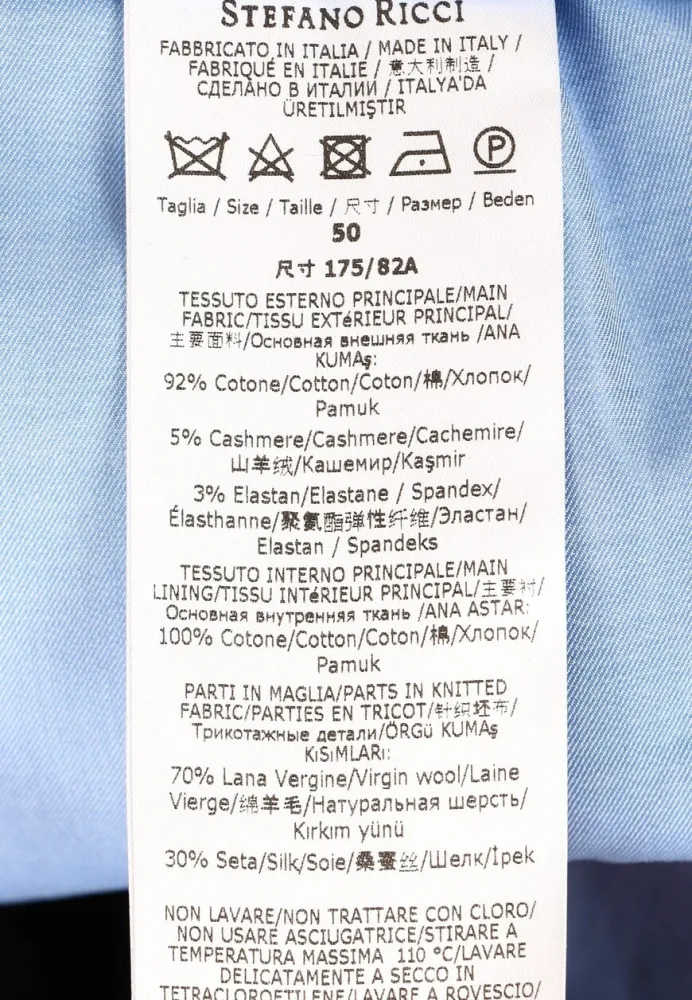 STEFANO RICCI
FABBRICATO IN ITALIA / MADE IN ITALY /
FABRIQUÉ EN ITALIE / 意大利制造 /
СДЕЛАНО В ИТАЛИИ / ITALYA'DA
ÜRETILMIŞTIR
P
Taglia / Size / Taille / 尺寸 / Размер / Beden
50
尺寸 175/82A
TESSUTO ESTERNO PRINCIPALE/MAIN
FABRIC/TISSU EXTéRIEUR PRINCIPAL/
主要面料/Основная внешняя ткань /ANA
KUMAş:
92% Cotone/Cotton/Coton/棉/Хлопок/
Pamuk
5% Cashmere/Cashmere/Cachemire/
山羊绒/Кашемир/Kaşmir
3% Elastan/Elastane / Spandex/
Élasthanne/聚氨酯弹性纤维/Эластан/
Elastan / Spandeks
TESSUTO INTERNO PRINCIPALE/MAIN
LINING/TISSU INTéRIEUR PRINCIPAL/主要衬/
Основная внутренняя ткань /ANA ASTAR:
100% Cotone/Cotton/Coton/棉/Хлопок/
Pamuk
PARTI IN MAGLIA/PARTS IN KNITTED
FABRIC/PARTIES EN TRICOT/针织坯布/
Трикотажные детали/ÖRGü KUMAş
KıSıMLARı:
70% Lana Vergine/Virgin wool/Laine
Vierge/绵羊毛/Натуральная шерсть/
Kırkım yünü
30% Seta/Silk/Soie/桑蚕丝/Шелк/İpek
NON LAVARE/NON TRATTARE CON CLORO/
NON USARE ASCIUGATRICE/STIRARE A
TEMPERATURA MASSIMA 110 °C/LAVARE
DELICATAMENTE A SECCO IN
TETRACLOROETILENE/LAVARE A ROVESCIO/